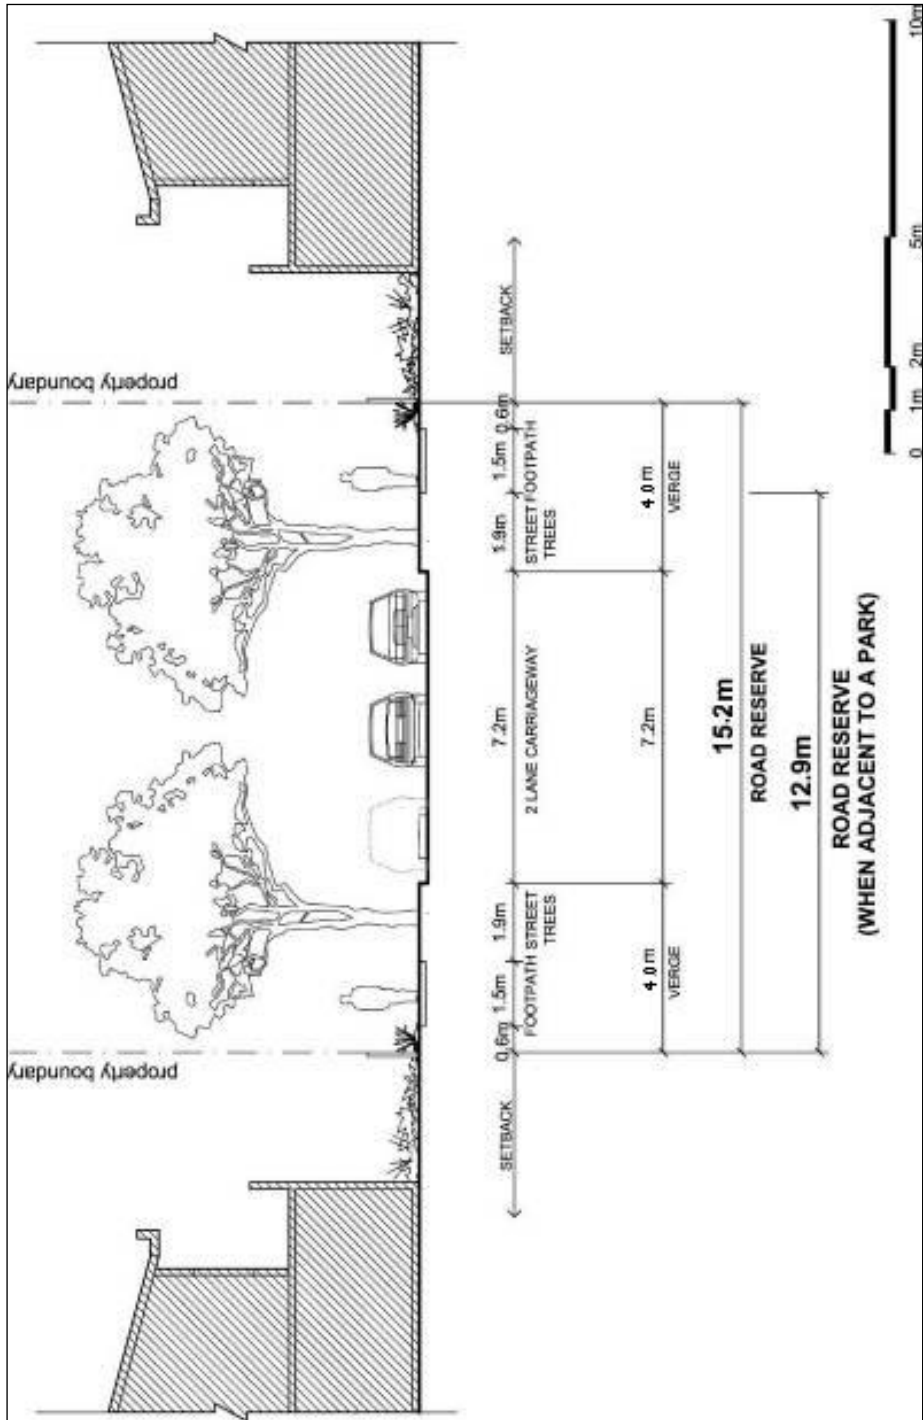 property boundary
property boundary
SETBACK
0.6m
1.5m
1.9m
7.2m
1.9m
1.5m
0.6m
SETBACK
FOOTPATH
STREET
TREES
2 LANE CARRIAGEWAY
STREET
TREES
FOOTPATH
4.0m
VERGE
7.2m
4.0m
VERGE
15.2m
ROAD RESERVE
12.9m
ROAD RESERVE
(WHEN ADJACENT TO A PARK)
0
1m
2m
5m
10m